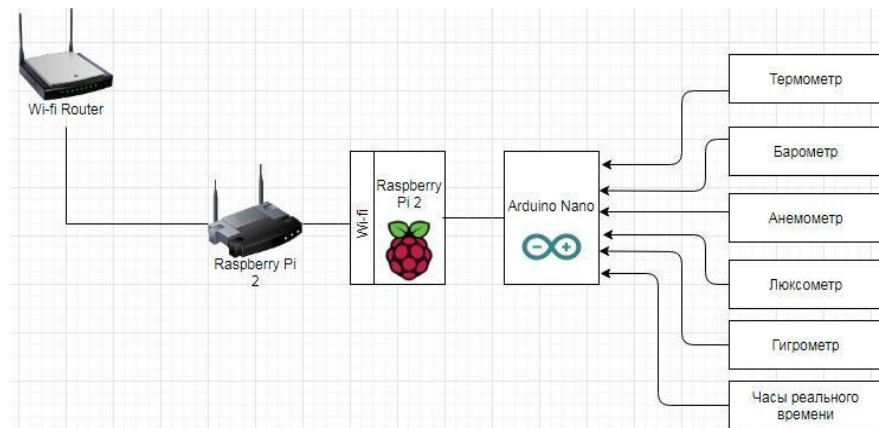 Wi-fi Router
Raspberry Pi
2
Wi-fi
Raspberry
Pi 2
Arduino Nano
Термометр
Барометр
Анемометр
Люксометр
Гигрометр
Часы реального
времени